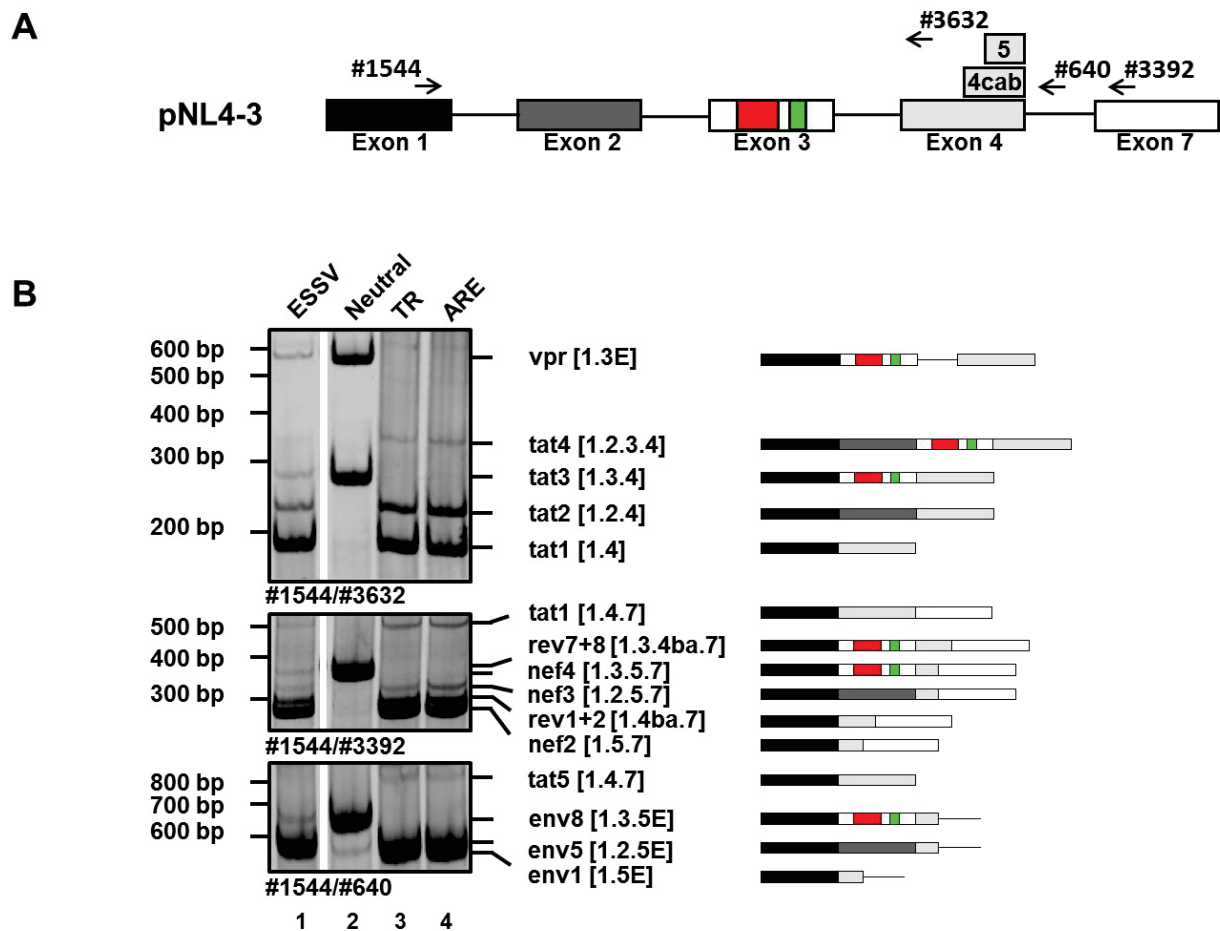 A
#3632
5
#1544
4cab
#640
#3392
pNL4-3
Exon 1
Exon 2
Exon 3
Exon 4
Exon 7
B
ESSV
Neutral
TR
ARE
600 bp
500 bp
400 bp
300 bp
200 bp
vpr [1.3E]
tat4 [1.2.3.4]
tat3 [1.3.4]
tat2 [1.2.4]
tat1 [1.4]
#1544/#3632
500 bp
400 bp
300 bp
tat1 [1.4.7]
rev7+8 [1.3.4ba.7]
nef4 [1.3.5.7]
nef3 [1.2.5.7]
rev1+2 [1.4ba.7]
nef2 [1.5.7]
#1544/#3392
800 bp
700 bp
600 bp
tat5 [1.4.7]
env8 [1.3.5E]
env5 [1.2.5E]
env1 [1.5E]
#1544/#640
1
2
3
4